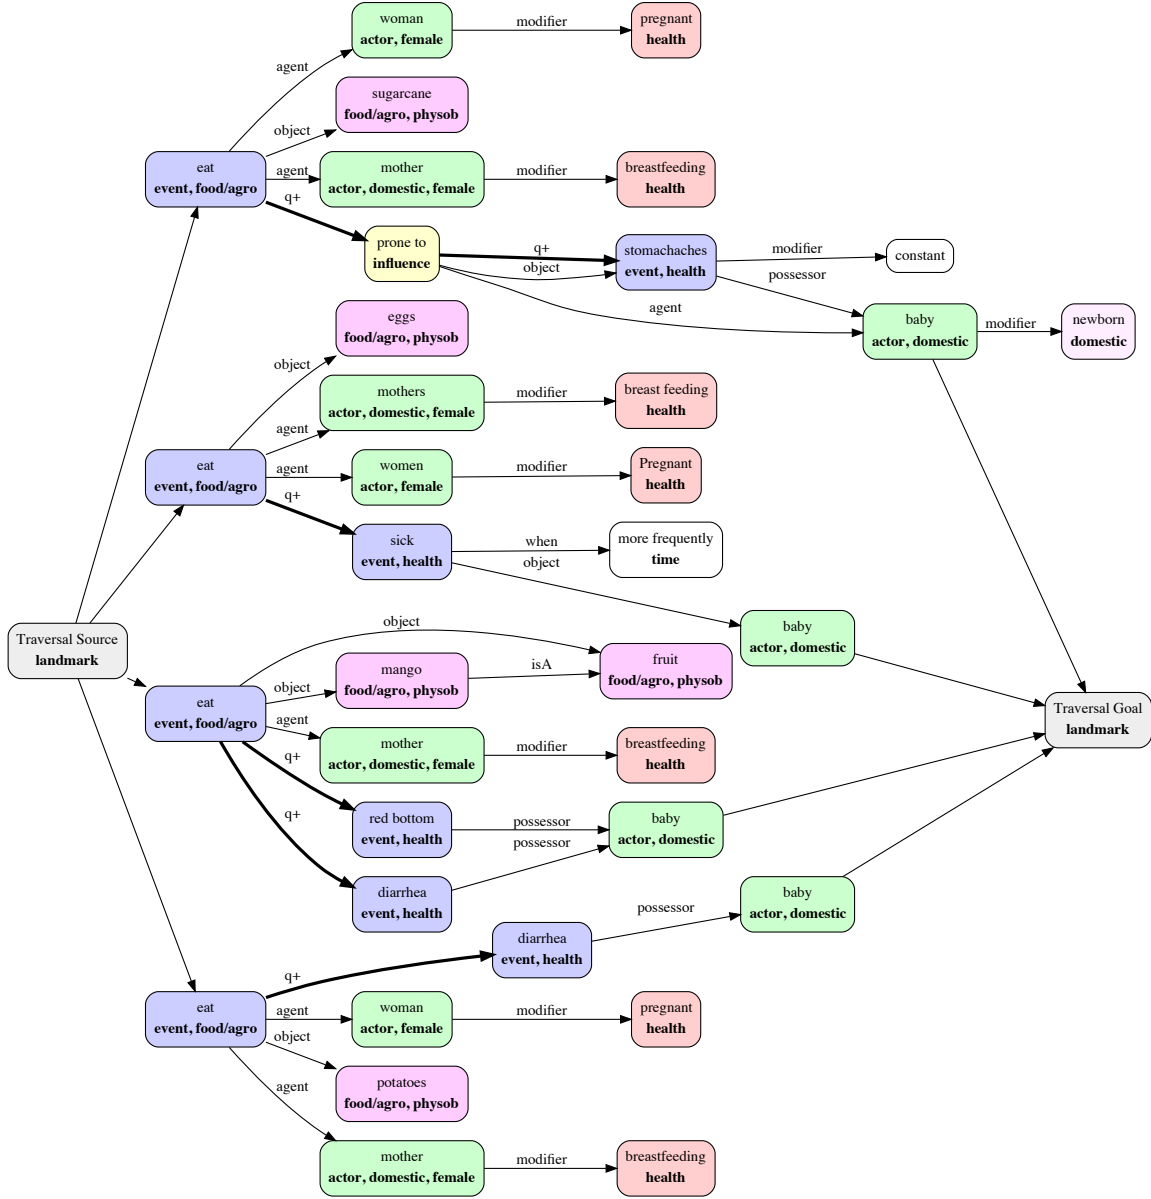 woman
actor, female
modifier
pregnant
health
agent
sugarcane
food/agro, physob
object
eat
event, food/agro
agent
mother
actor, domestic, female
modifier
breastfeeding
health
q+
prone to
influence
q+
object
stomachaches
event, health
modifier
constant
possessor
agent
baby
actor, domestic
modifier
newborn
domestic
eggs
food/agro, physob
object
mothers
actor, domestic, female
modifier
breast feeding
health
agent
eat
event, food/agro
agent
women
actor, female
modifier
Pregnant
health
q+
sick
event, health
when
more frequently
time
object
baby
actor, domestic
Traversal Source
landmark
object
mango
food/agro, physob
isA
fruit
food/agro, physob
object
eat
event, food/agro
agent
mother
actor, domestic, female
modifier
breastfeeding
health
Traversal Goal
landmark
q+
red bottom
event, health
possessor
baby
actor, domestic
q+
possessor
diarrhea
event, health
baby
actor, domestic
possessor
diarrhea
event, health
q+
eat
event, food/agro
agent
woman
actor, female
modifier
pregnant
health
object
potatoes
food/agro, physob
agent
mother
actor, domestic, female
modifier
breastfeeding
health